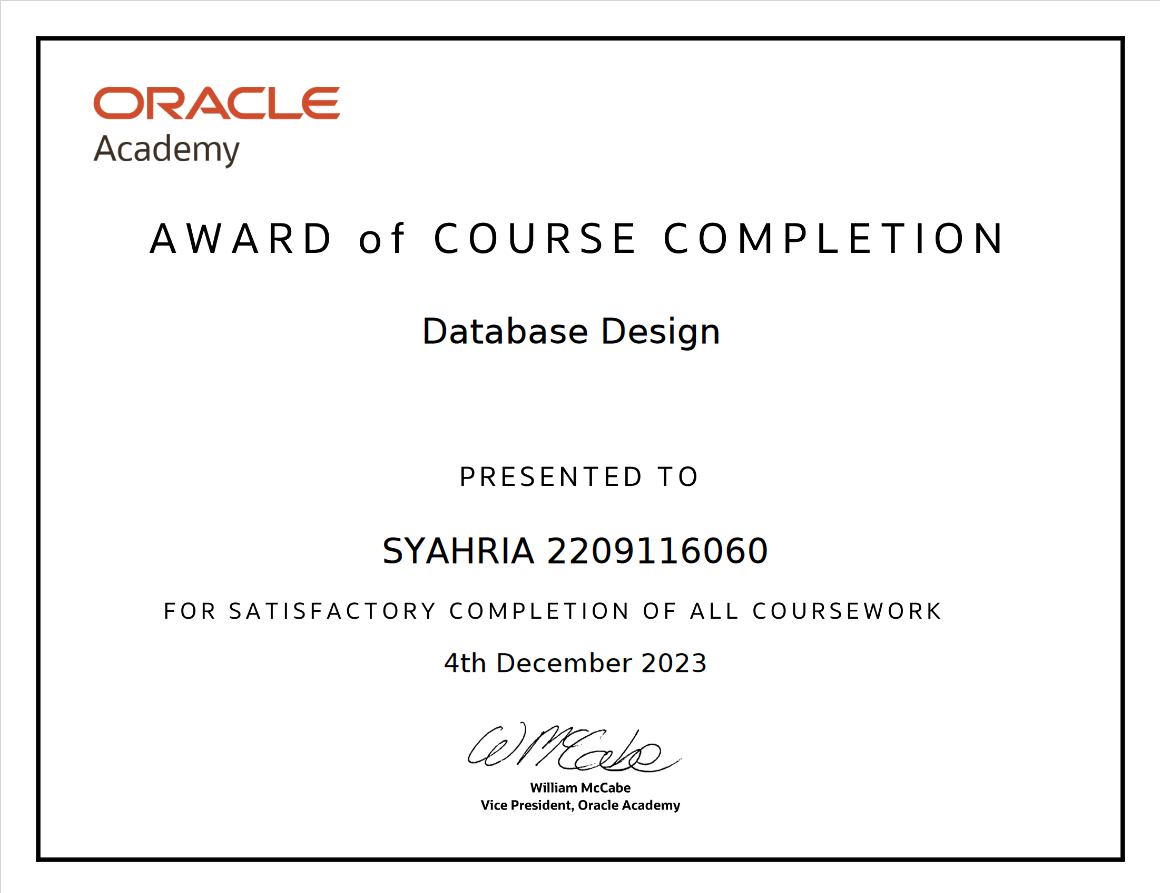 ORACLE
Academy
AWARD of COURSE COMPLETION
Database Design
PRESENTED TO
SYAHRIA 2209116060
FOR SATISFACTORY COMPLETION OF ALL COURSEWORK
4th December 2023
WMcCabe
William McCabe
Vice President, Oracle Academy